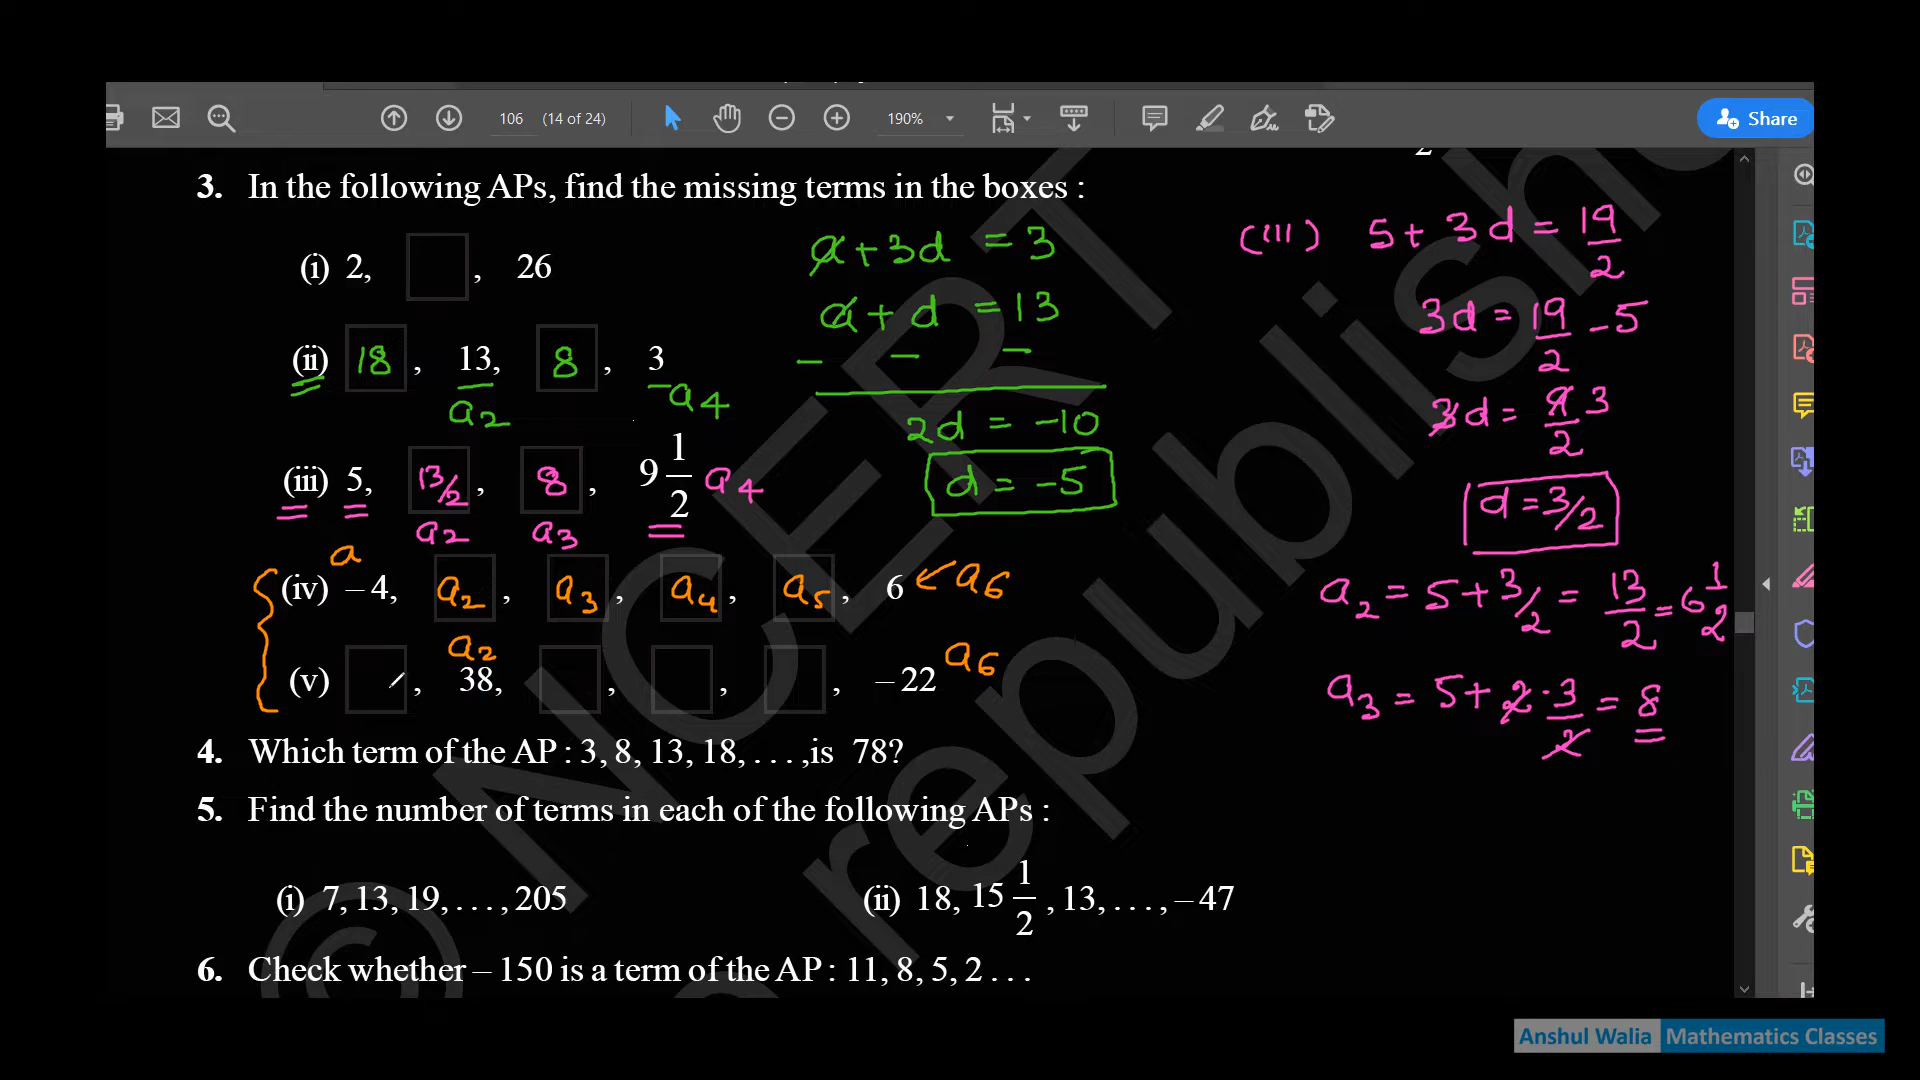 106 (14 of 24) 190% Share
2
3. In the following APs, find the missing terms in the boxes :
(i) 2, , 26
(ii) 18 , 13, 8 , 3
a2 a4
(iii) 5, 13/2 , 8 , 9 1/2 a4
a2 a3
a
(iv) – 4, a2 , a3 , a4 , a5 , 6 ← a6
a2 a6
(v) , 38, , , , – 22
a + 3d = 3
a + d = 13
– – –
2d = -10
d = -5
(iii) 5 + 3d = 19/2
3d = 19/2 - 5
3d = 9/2 3
d = 3/2
a2 = 5 + 3/2 = 13/2 = 6 1/2
a3 = 5 + 2 · 3/2 = 8
4. Which term of the AP : 3, 8, 13, 18, . . . ,is 78?
5. Find the number of terms in each of the following APs :
(i) 7, 13, 19, . . . , 205 (ii) 18, 15 1/2 , 13, . . . , – 47
6. Check whether – 150 is a term of the AP : 11, 8, 5, 2 . . .
© NCERT
republishe
Anshul Walia Mathematics Classes